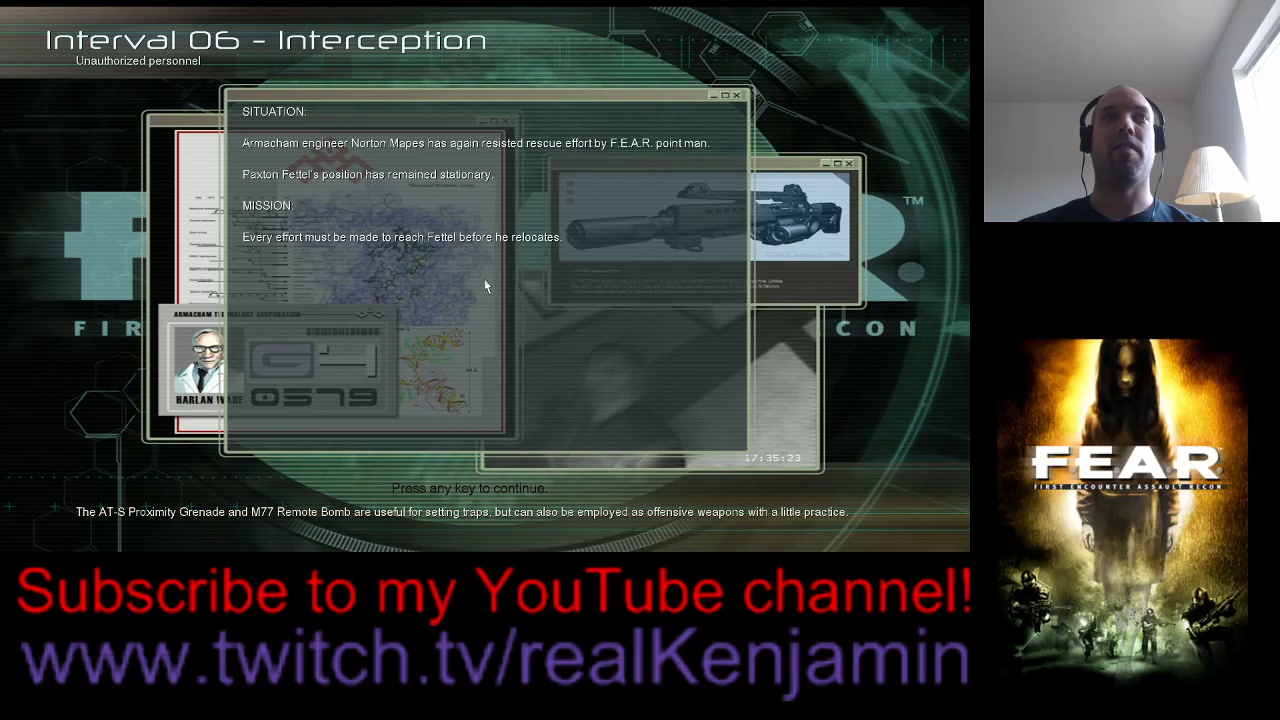 Interval 06 - Interception
Unauthorized personnel
SITUATION:
Armacham engineer Norton Mapes has again resisted rescue effort by F.E.A.R. point man.
Paxton Fettel's position has remained stationary.
MISSION:
Every effort must be made to reach Fettel before he relocates.
TM
FIR
CON
ARMACHAM TECHNOLOGY CORPORATION
G4
HARLAN WADE
0579
17:35:23
Press any key to continue.
The AT-S Proximity Grenade and M77 Remote Bomb are useful for setting traps, but can also be employed as offensive weapons with a little practice.
F.E.A.R.
FIRST ENCOUNTER ASSAULT RECON
Subscribe to my YouTube channel!
www.twitch.tv/realKenjamin